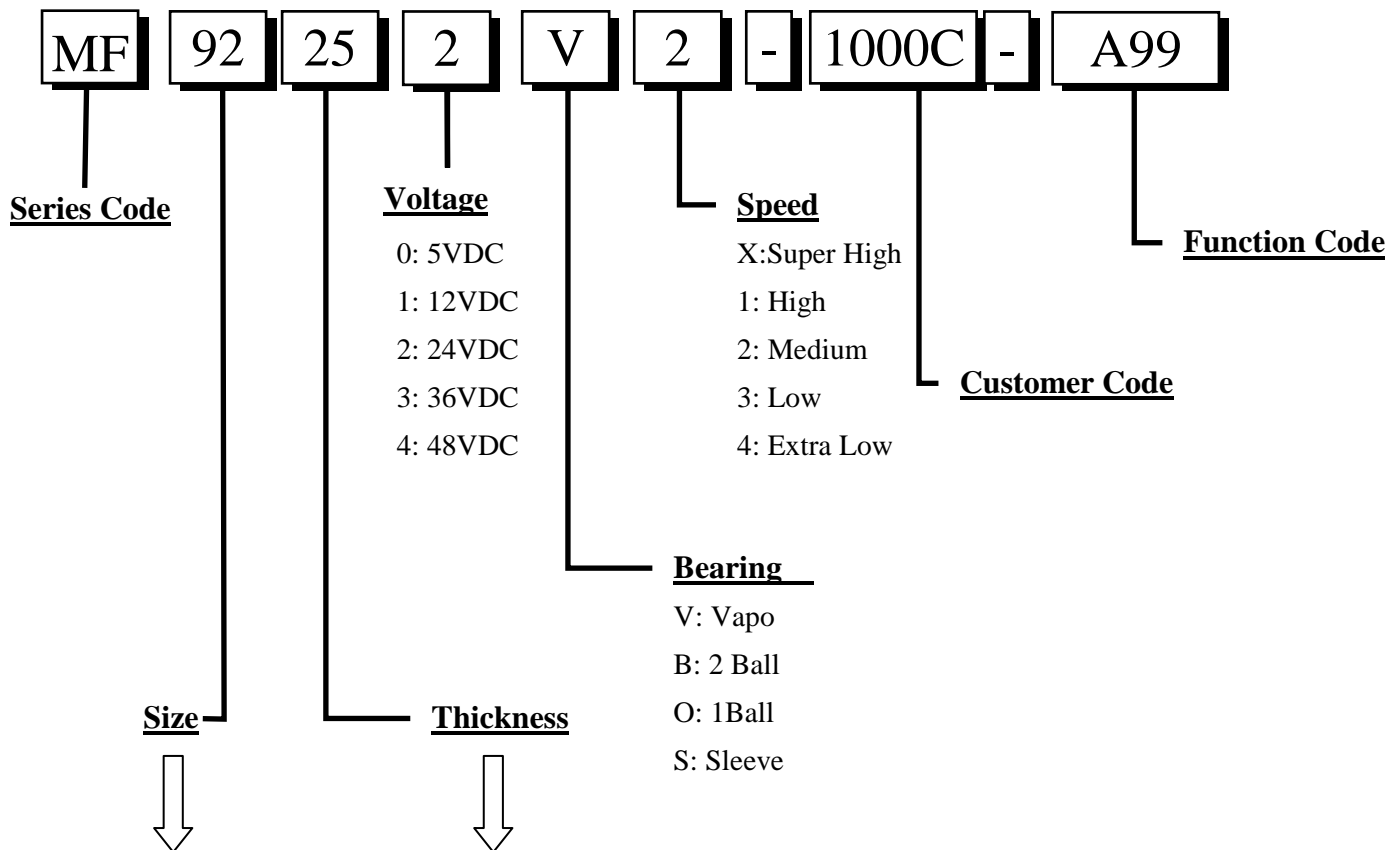 MF 92 25 2 V 2 - 1000C - A99
Series Code
Voltage
0: 5VDC
1: 12VDC
2: 24VDC
3: 36VDC
4: 48VDC
Speed
X:Super High
1: High
2: Medium
3: Low
4: Extra Low
Function Code
Customer Code
Bearing
V: Vapo
B: 2 Ball
O: 1Ball
S: Sleeve
Size
Thickness